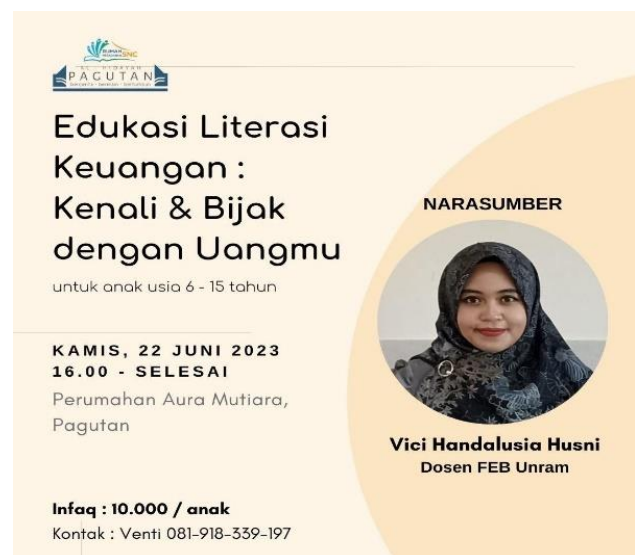 RUMAH
SNC
PAGUTAN
Edukasi Literasi
Keuangan :
Kenali & Bijak
dengan Uangmu
untuk anak usia 6 - 15 tahun
KAMIS, 22 JUNI 2023
16.00 - SELESAI
Perumahan Aura Mutiara,
Pagutan
Infaq : 10.000 / anak
Kontak : Venti 081-918-339-197
NARASUMBER
Vici Handalusia Husni
Dosen FEB Unram